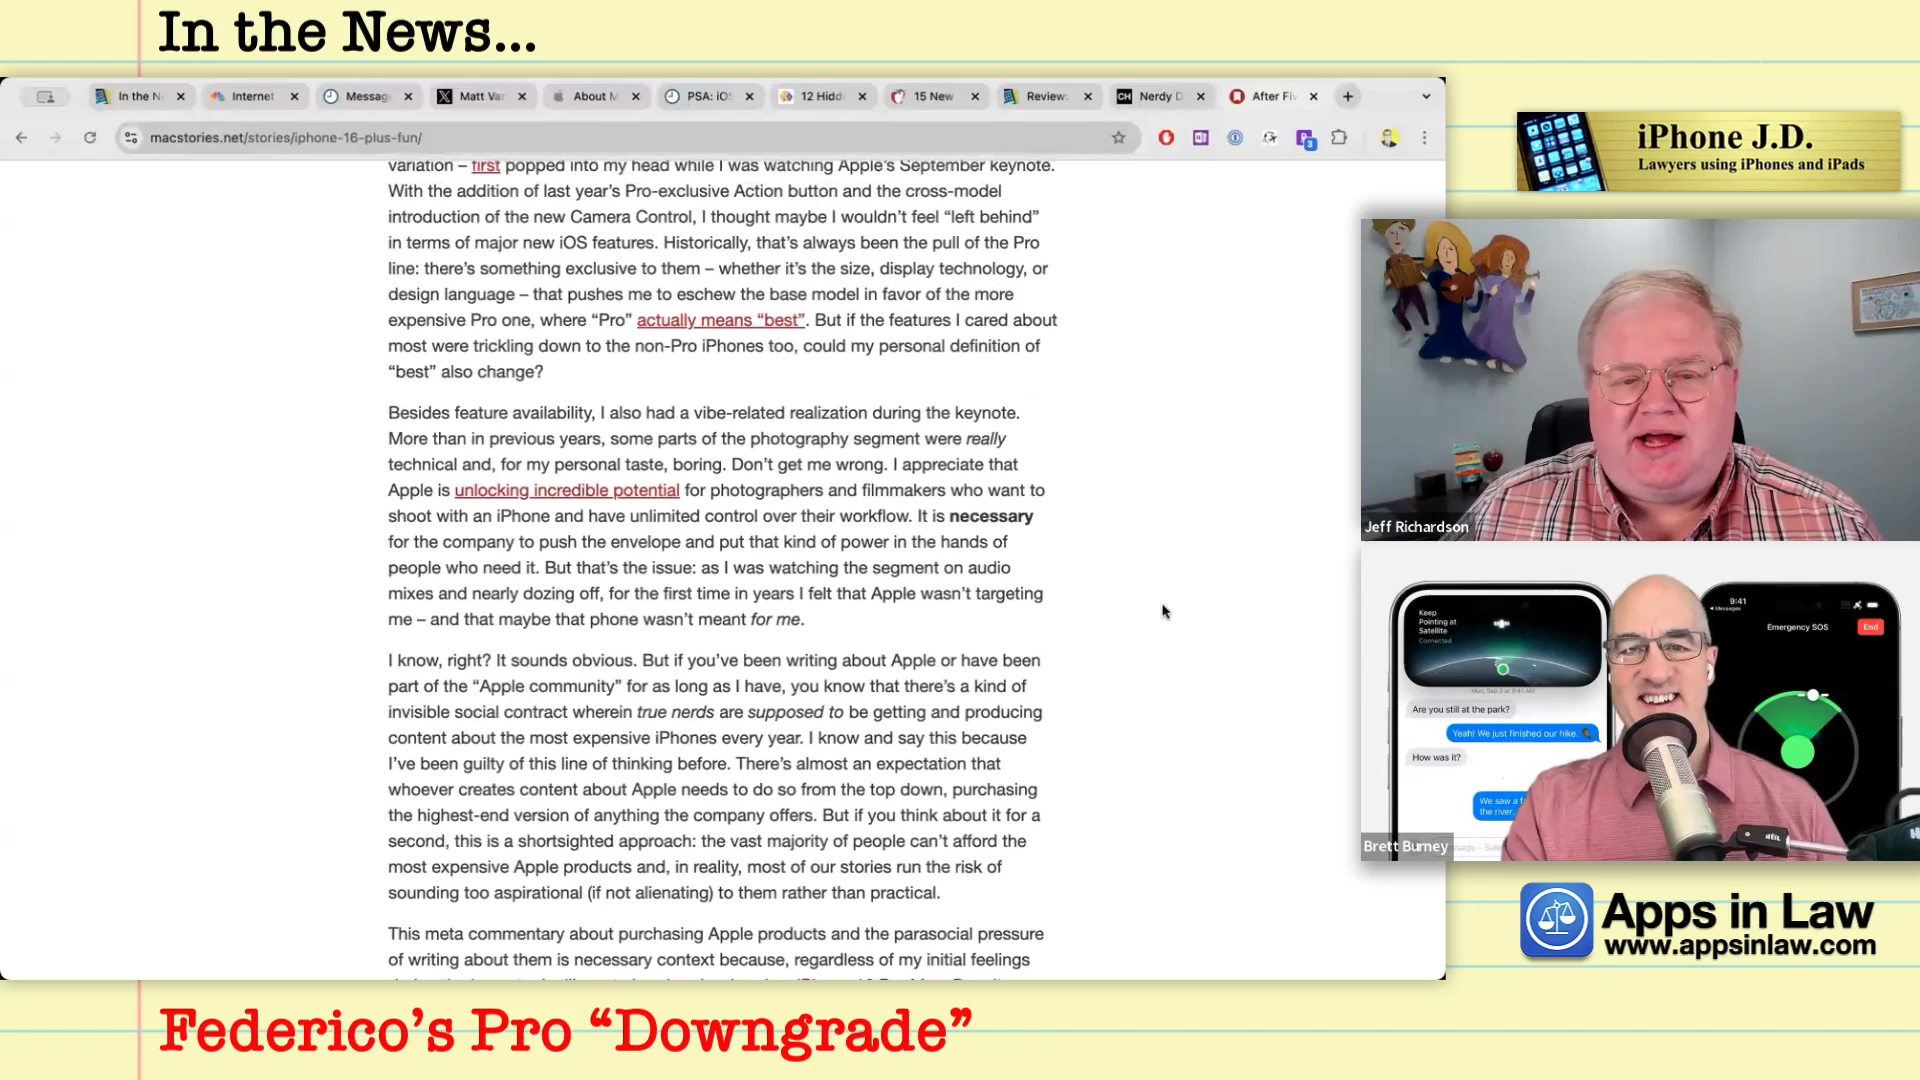 In the News...
In the N
Internet
Message
Matt Var
About M
PSA: iOS
12 Hidd
15 New
Review:
CH
Nerdy D
After Fiv
macstories.net/stories/iphone-16-plus-fun/
3
variation – first popped into my head while I was watching Apple's September keynote.
With the addition of last year's Pro-exclusive Action button and the cross-model
introduction of the new Camera Control, I thought maybe I wouldn't feel “left behind”
in terms of major new iOS features. Historically, that's always been the pull of the Pro
line: there's something exclusive to them – whether it's the size, display technology, or
design language – that pushes me to eschew the base model in favor of the more
expensive Pro one, where “Pro” actually means “best”. But if the features I cared about
most were trickling down to the non-Pro iPhones too, could my personal definition of
“best” also change?
Besides feature availability, I also had a vibe-related realization during the keynote.
More than in previous years, some parts of the photography segment were really
technical and, for my personal taste, boring. Don't get me wrong. I appreciate that
Apple is unlocking incredible potential for photographers and filmmakers who want to
shoot with an iPhone and have unlimited control over their workflow. It is necessary
for the company to push the envelope and put that kind of power in the hands of
people who need it. But that's the issue: as I was watching the segment on audio
mixes and nearly dozing off, for the first time in years I felt that Apple wasn't targeting
me – and that maybe that phone wasn't meant for me.
I know, right? It sounds obvious. But if you've been writing about Apple or have been
part of the “Apple community” for as long as I have, you know that there's a kind of
invisible social contract wherein true nerds are supposed to be getting and producing
content about the most expensive iPhones every year. I know and say this because
I've been guilty of this line of thinking before. There's almost an expectation that
whoever creates content about Apple needs to do so from the top down, purchasing
the highest-end version of anything the company offers. But if you think about it for a
second, this is a shortsighted approach: the vast majority of people can't afford the
most expensive Apple products and, in reality, most of our stories run the risk of
sounding too aspirational (if not alienating) to them rather than practical.
This meta commentary about purchasing Apple products and the parasocial pressure
of writing about them is necessary context because, regardless of my initial feelings
iPhone J.D.
Lawyers using iPhones and iPads
Jeff Richardson
Keep
Pointing at
Satellite
Connected
Mon, Sep 3 at 9:41 AM
Are you still at the park?
Yeah! We just finished our hike.
How was it?
We saw a f
the river.
9:41
Messages
Emergency SOS
End
HEIL
Brett Burney
Apps in Law
www.appsinlaw.com
Federico's Pro “Downgrade”